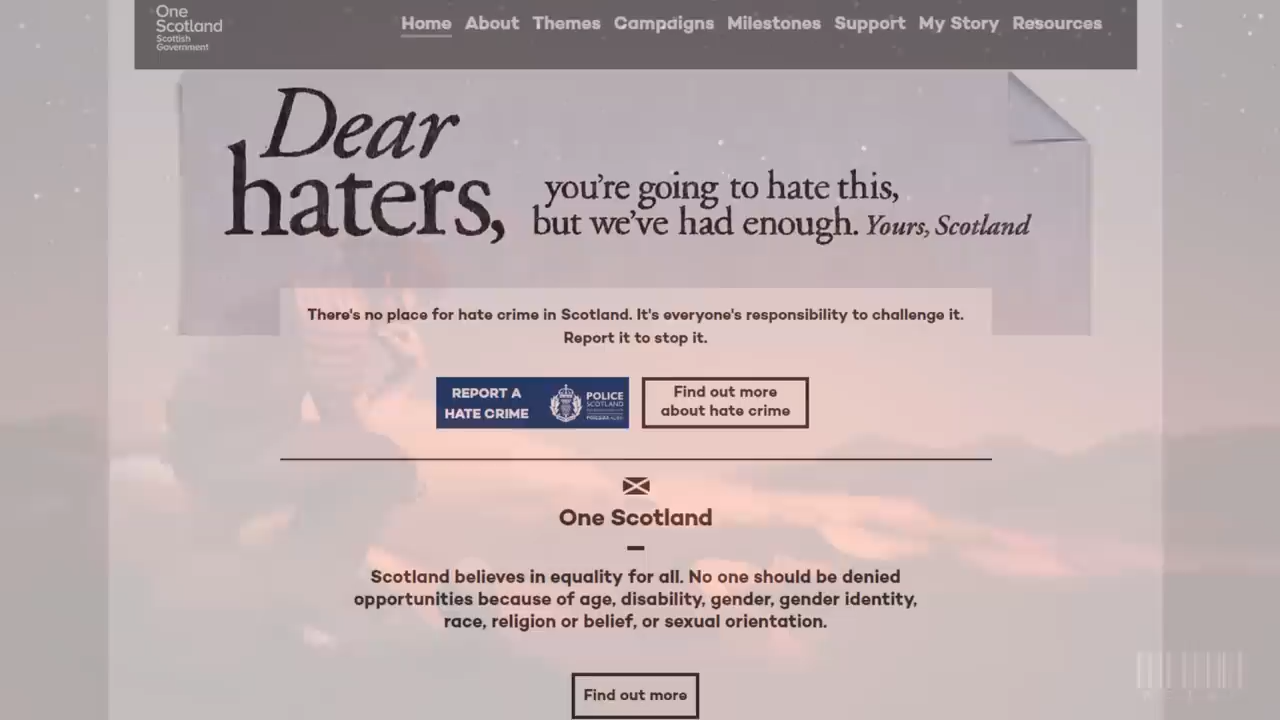 One
Scotland
Scottish
Government
Home About Themes Campaigns Milestones Support My Story Resources
Dear
haters,
you're going to hate this,
but we've had enough. Yours, Scotland
There's no place for hate crime in Scotland. It's everyone's responsibility to challenge it.
Report it to stop it.
REPORT A
HATE CRIME
POLICE
SCOTLAND
Find out more
about hate crime
One Scotland
Scotland believes in equality for all. No one should be denied
opportunities because of age, disability, gender, gender identity,
race, religion or belief, or sexual orientation.
Find out more